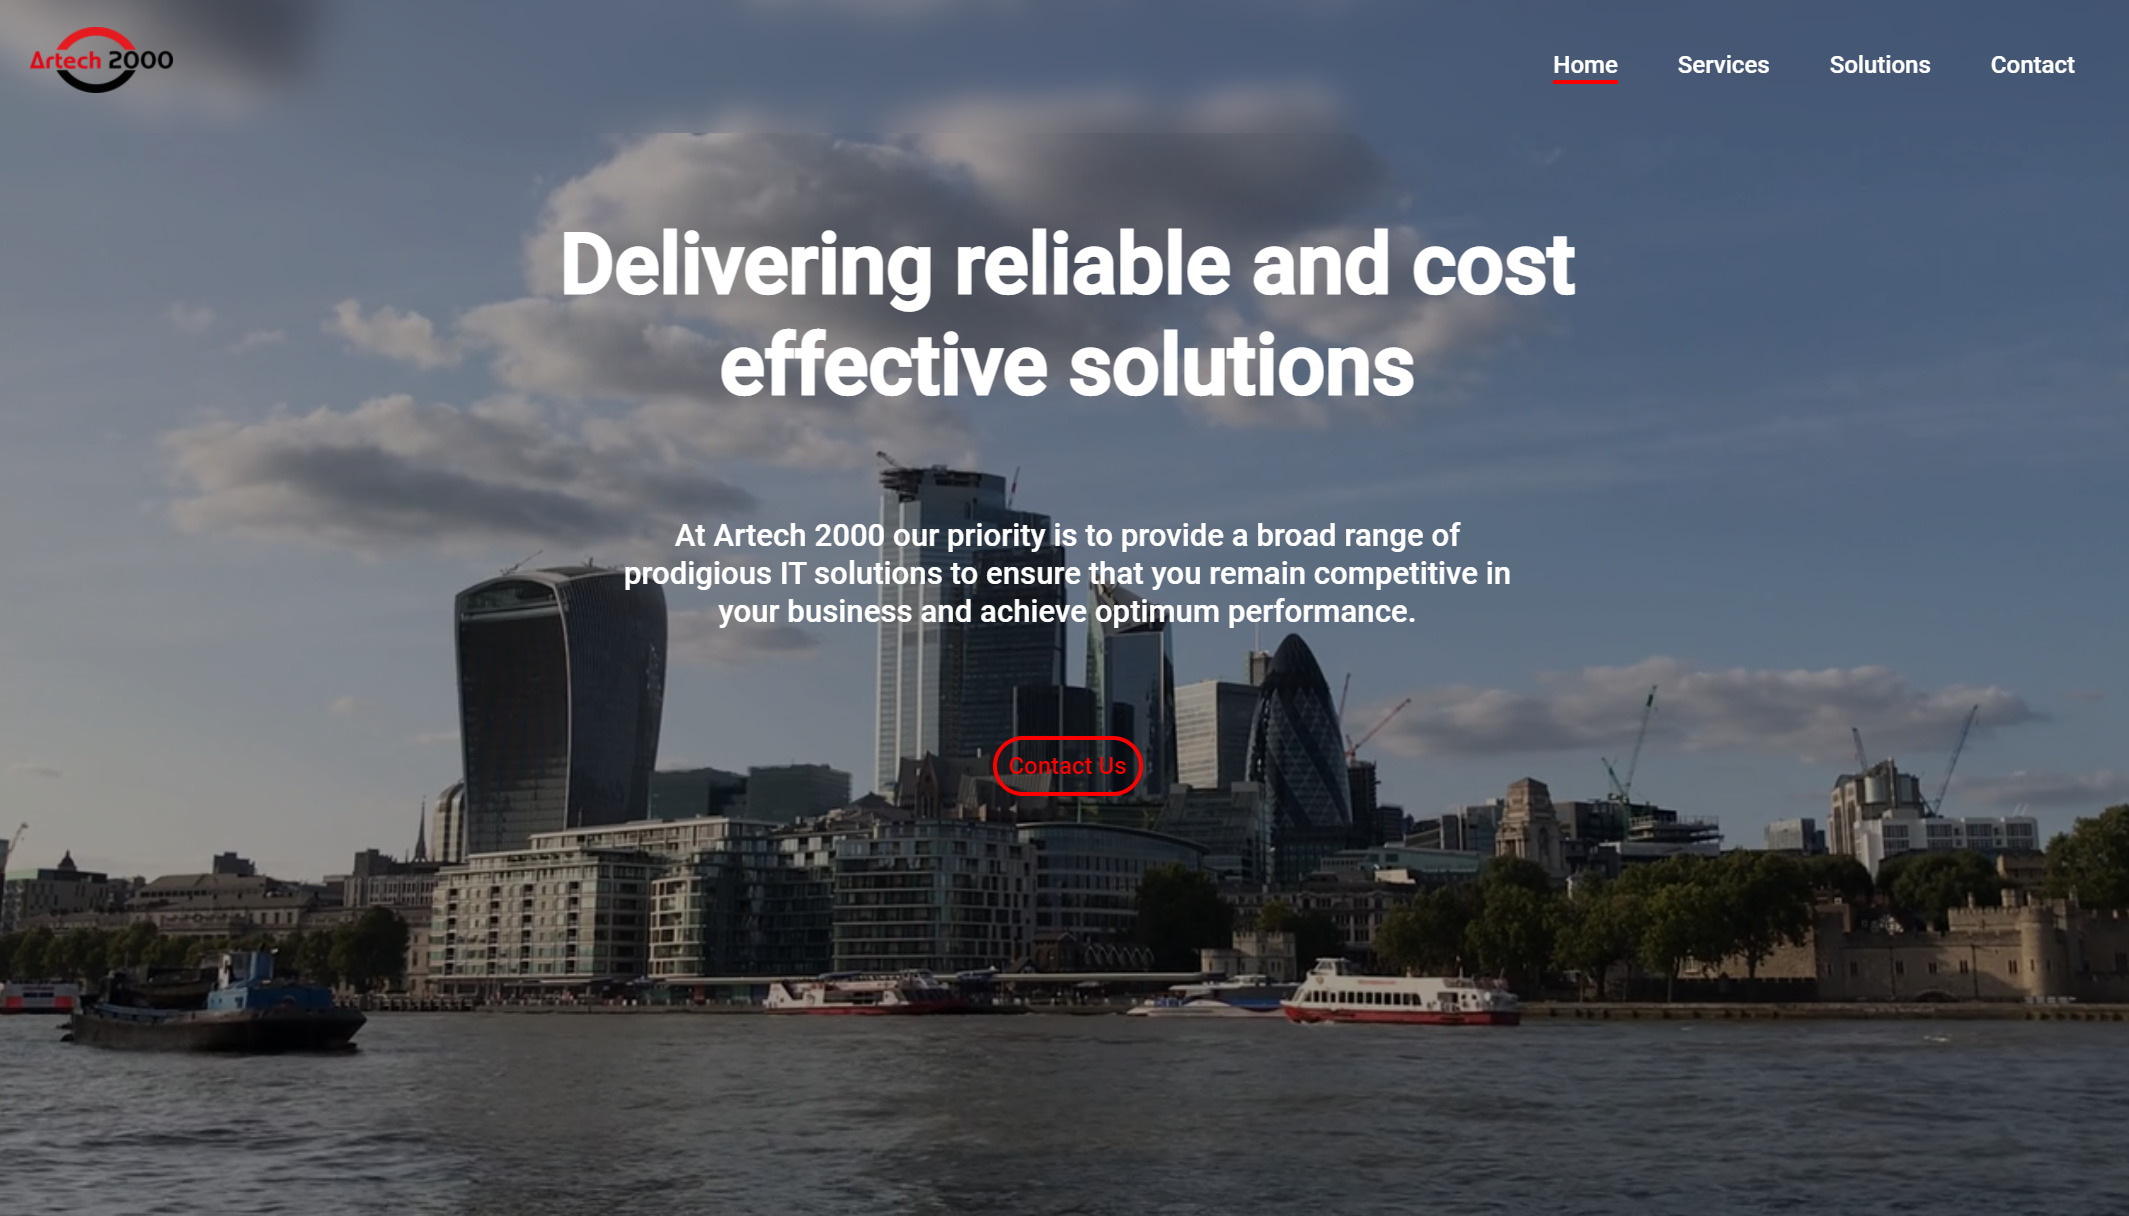 Artech 2000
Home
Services
Solutions
Contact
Delivering reliable and cost
effective solutions
At Artech 2000 our priority is to provide a broad range of
prodigious IT solutions to ensure that you remain competitive in
your business and achieve optimum performance.
Contact Us